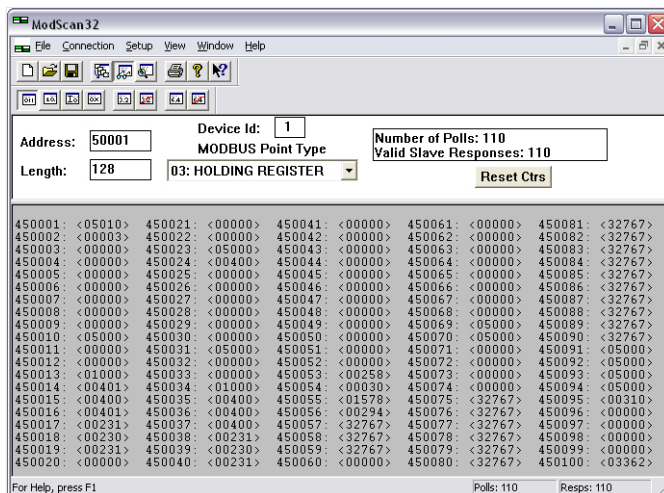 ModScan32
File Connection Setup View Window Help
Address: 50001
Device Id: 1
MODBUS Point Type
Length: 128
03: HOLDING REGISTER
Number of Polls: 110
Valid Slave Responses: 110
Reset Ctrs
450001: <05010> 450021: <00000> 450041: <00000> 450061: <00000> 450081: <32767>
450002: <00003> 450022: <00000> 450042: <00000> 450062: <00000> 450082: <32767>
450003: <00000> 450023: <05000> 450043: <00000> 450063: <00000> 450083: <32767>
450004: <00000> 450024: <00400> 450044: <00000> 450064: <00000> 450084: <32767>
450005: <00000> 450025: <00000> 450045: <00000> 450065: <00000> 450085: <32767>
450006: <00000> 450026: <00000> 450046: <00000> 450066: <00000> 450086: <32767>
450007: <00000> 450027: <00000> 450047: <00000> 450067: <00000> 450087: <32767>
450008: <00000> 450028: <00000> 450048: <00000> 450068: <00000> 450088: <32767>
450009: <00000> 450029: <00000> 450049: <00000> 450069: <05000> 450089: <32767>
450010: <05000> 450030: <00000> 450050: <00000> 450070: <05000> 450090: <32767>
450011: <00000> 450031: <05000> 450051: <00000> 450071: <00000> 450091: <05000>
450012: <00000> 450032: <00000> 450052: <00000> 450072: <00000> 450092: <05000>
450013: <01000> 450033: <00000> 450053: <00258> 450073: <00000> 450093: <05000>
450014: <00401> 450034: <01000> 450054: <00030> 450074: <00000> 450094: <05000>
450015: <00400> 450035: <00400> 450055: <01578> 450075: <32767> 450095: <00310>
450016: <00401> 450036: <00400> 450056: <00294> 450076: <32767> 450096: <00000>
450017: <00231> 450037: <00400> 450057: <32767> 450077: <32767> 450097: <00000>
450018: <00230> 450038: <00231> 450058: <32767> 450078: <32767> 450098: <00000>
450019: <00231> 450039: <00230> 450059: <32767> 450079: <32767> 450099: <00000>
450020: <00000> 450040: <00231> 450060: <00000> 450080: <32767> 450100: <03362>
For Help, press F1
Polls: 110
Resps: 110